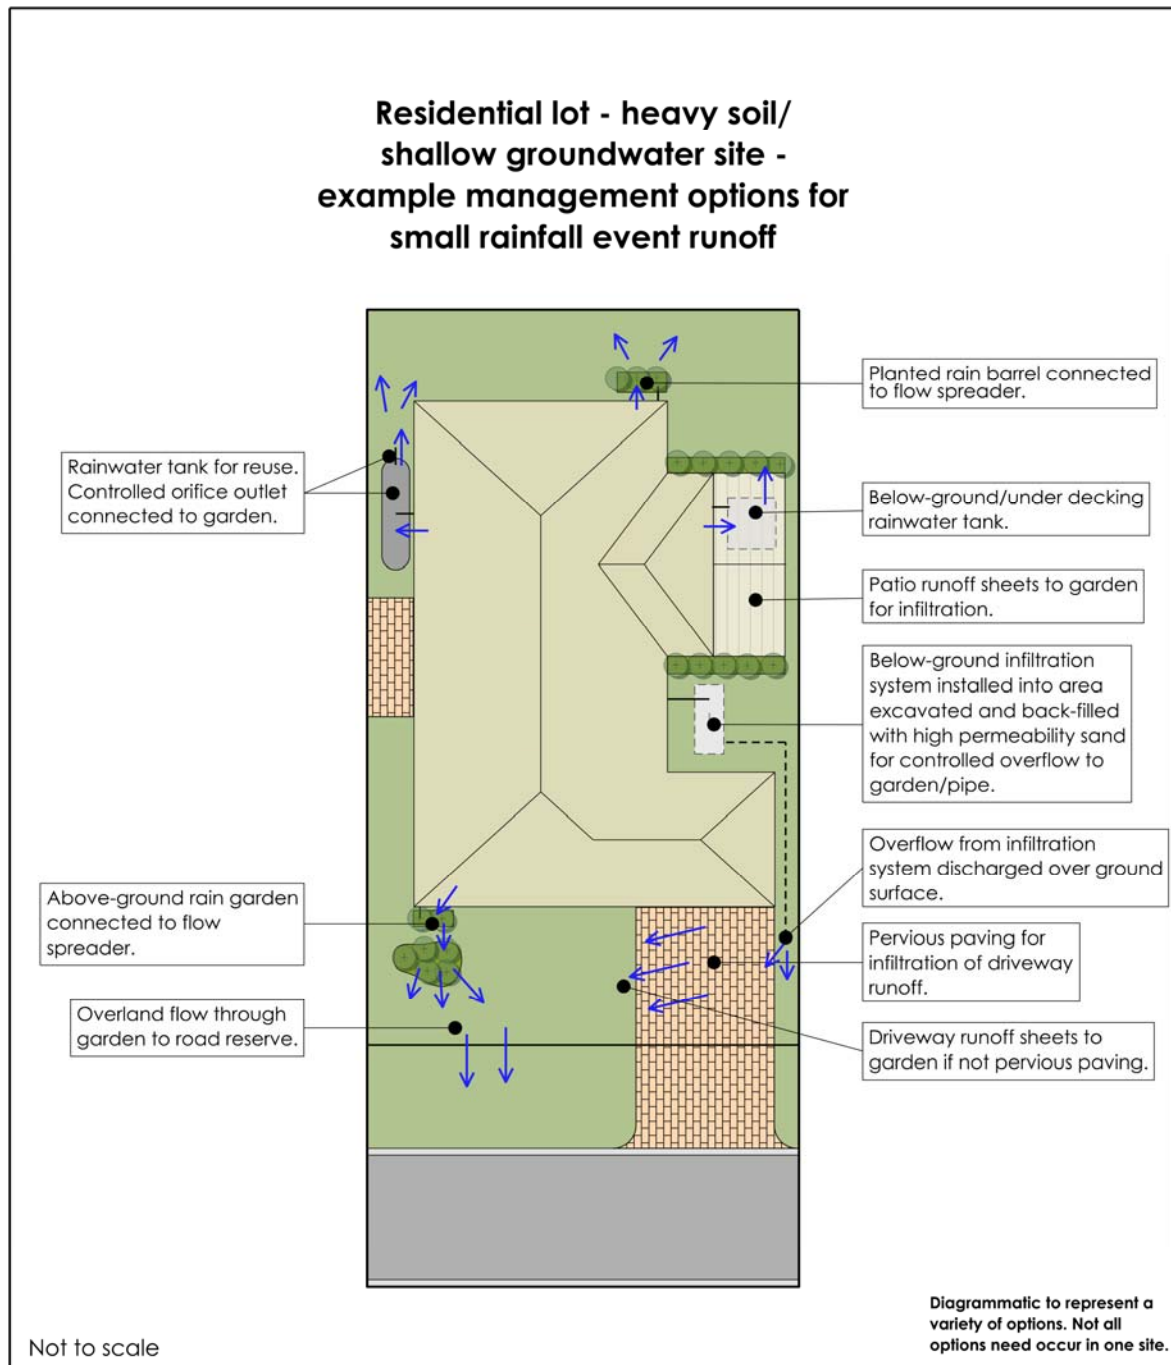 Residential lot - heavy soil/
shallow groundwater site -
example management options for
small rainfall event runoff
Planted rain barrel connected
to flow spreader.
Rainwater tank for reuse.
Controlled orifice outlet
connected to garden.
Below-ground/under decking
rainwater tank.
Patio runoff sheets to garden
for infiltration.
Below-ground infiltration
system installed into area
excavated and back-filled
with high permeability sand
for controlled overflow to
garden/pipe.
Overflow from infiltration
system discharged over ground
surface.
Above-ground rain garden
connected to flow
spreader.
Pervious paving for
infiltration of driveway
runoff.
Overland flow through
garden to road reserve.
Driveway runoff sheets to
garden if not pervious paving.
Diagrammatic to represent a
variety of options. Not all
options need occur in one site.
Not to scale